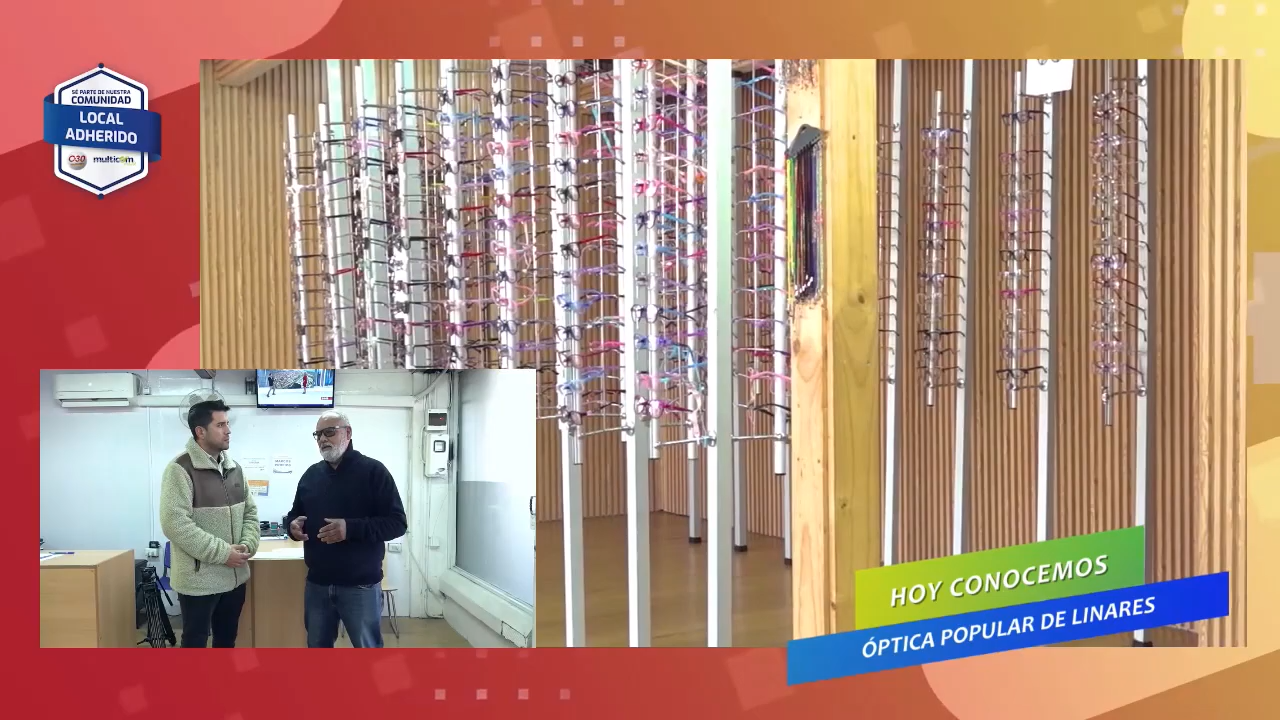 SÉ PARTE DE NUESTRA
COMUNIDAD
LOCAL
ADHERIDO
multicom
HOY CONOCEMOS
ÓPTICA POPULAR DE LINARES